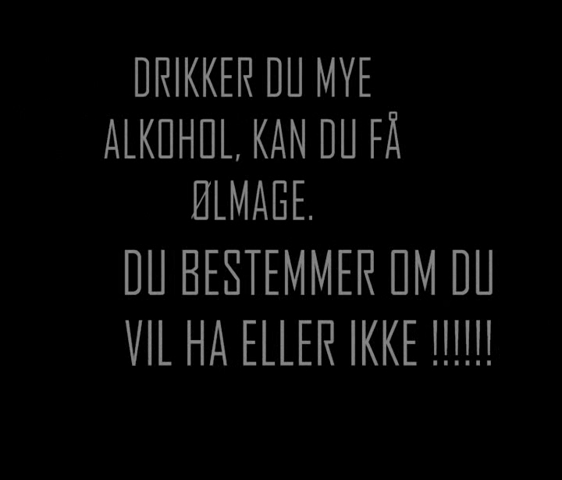 DRIKKER DU MYE
ALKOHOL, KAN DU FÅ
ØLMAGE.
DU BESTEMMER OM DU
VIL HA ELLER IKKE !!!!!!